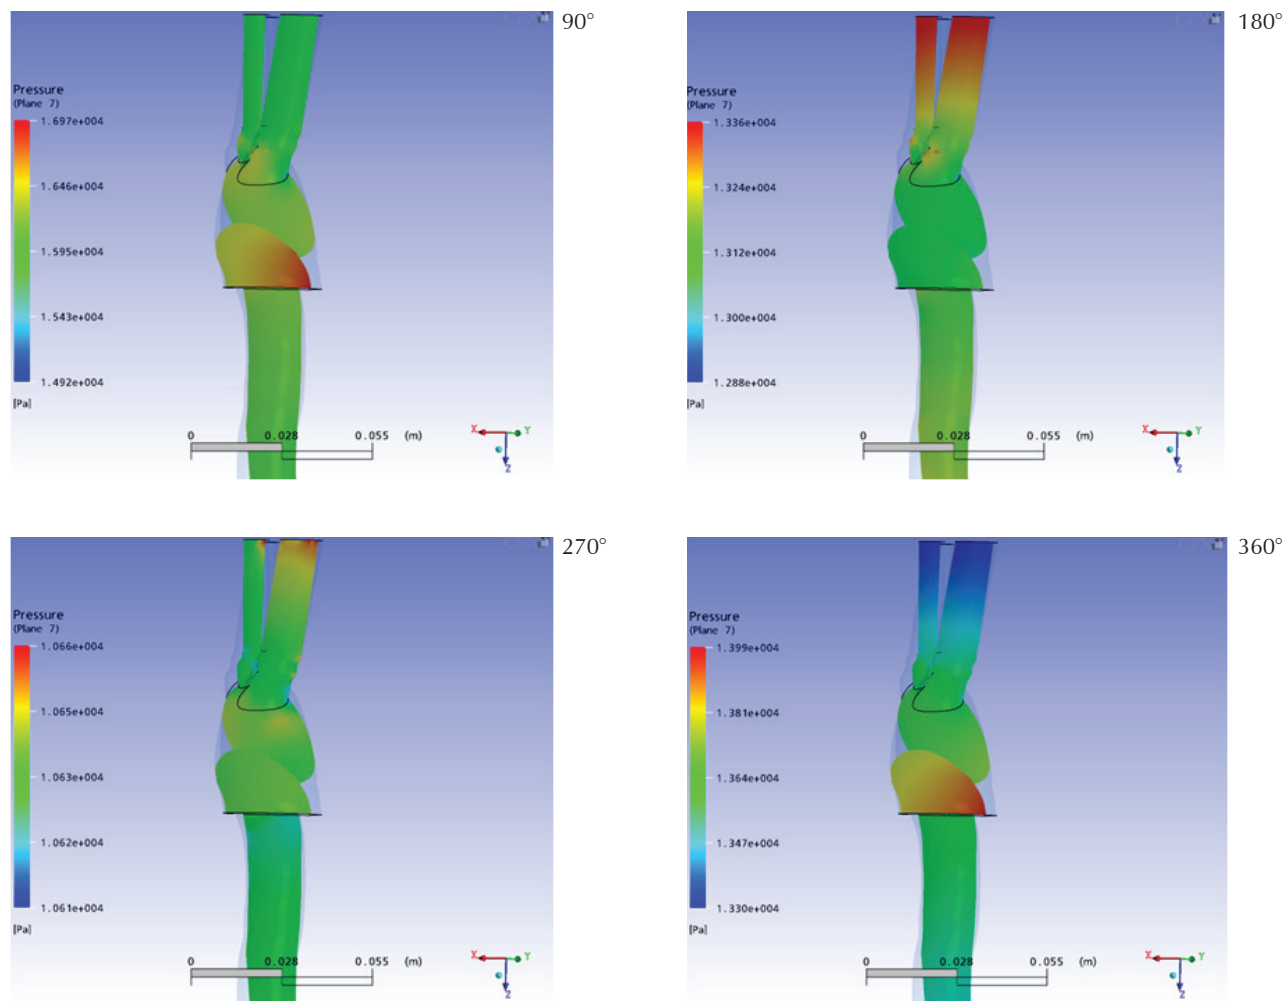 90°
Pressure
(Plane 7)
1.697e+004
1.646e+004
1.595e+004
1.543e+004
1.492e+004
[Pa]
0 0.028 0.055 (m)
X Y
Z
180°
Pressure
(Plane 7)
1.336e+004
1.324e+004
1.312e+004
1.300e+004
1.288e+004
[Pa]
0 0.028 0.055 (m)
X Y
Z
270°
Pressure
(Plane 7)
1.066e+004
1.065e+004
1.063e+004
1.062e+004
1.061e+004
[Pa]
0 0.028 0.055 (m)
X Y
Z
360°
Pressure
(Plane 7)
1.399e+004
1.381e+004
1.364e+004
1.347e+004
1.330e+004
[Pa]
0 0.028 0.055 (m)
X Y
Z